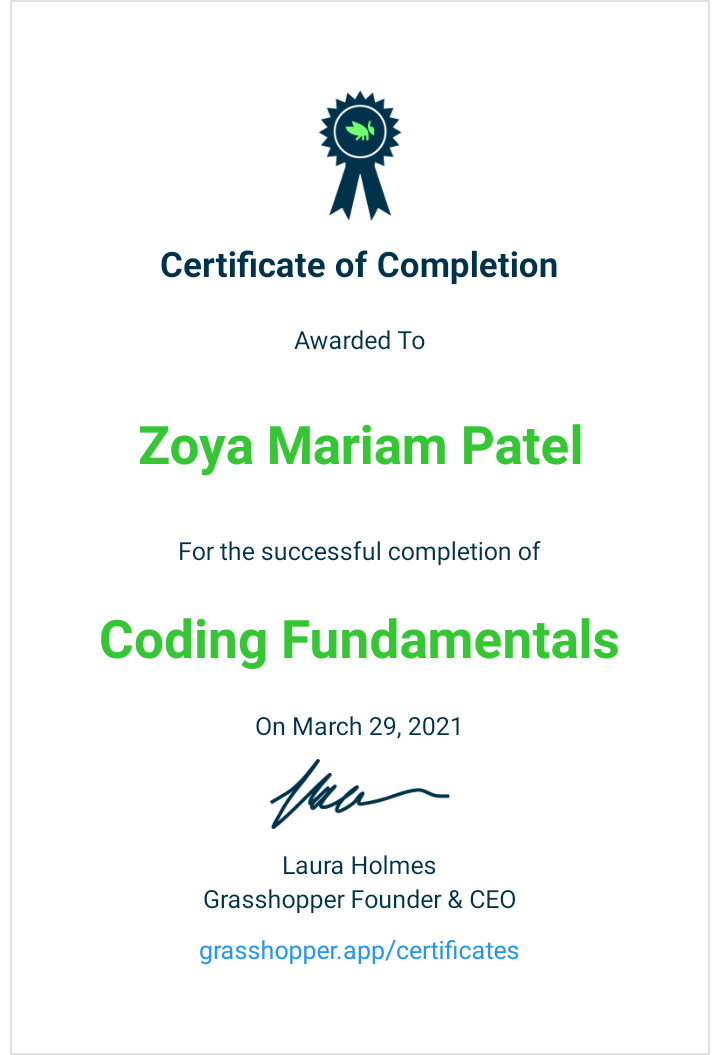 Certificate of Completion
Awarded To
Zoya Mariam Patel
For the successful completion of
Coding Fundamentals
On March 29, 2021
Laura Holmes
Grasshopper Founder & CEO
grasshopper.app/certificates